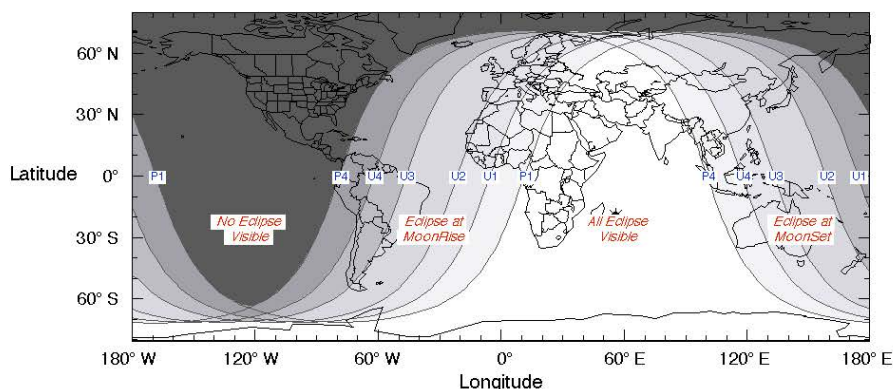 60° N
30° N
Latitude
0°
30° S
60° S
P1 P4 U4 U3 U2 U1 P1 P4 U4 U3 U2 U1
No Eclipse
Visible
Eclipse at
MoonRise
All Eclipse
Visible
Eclipse at
MoonSet
180° W 120° W 60° W 0° 60° E 120° E 180° E
Longitude